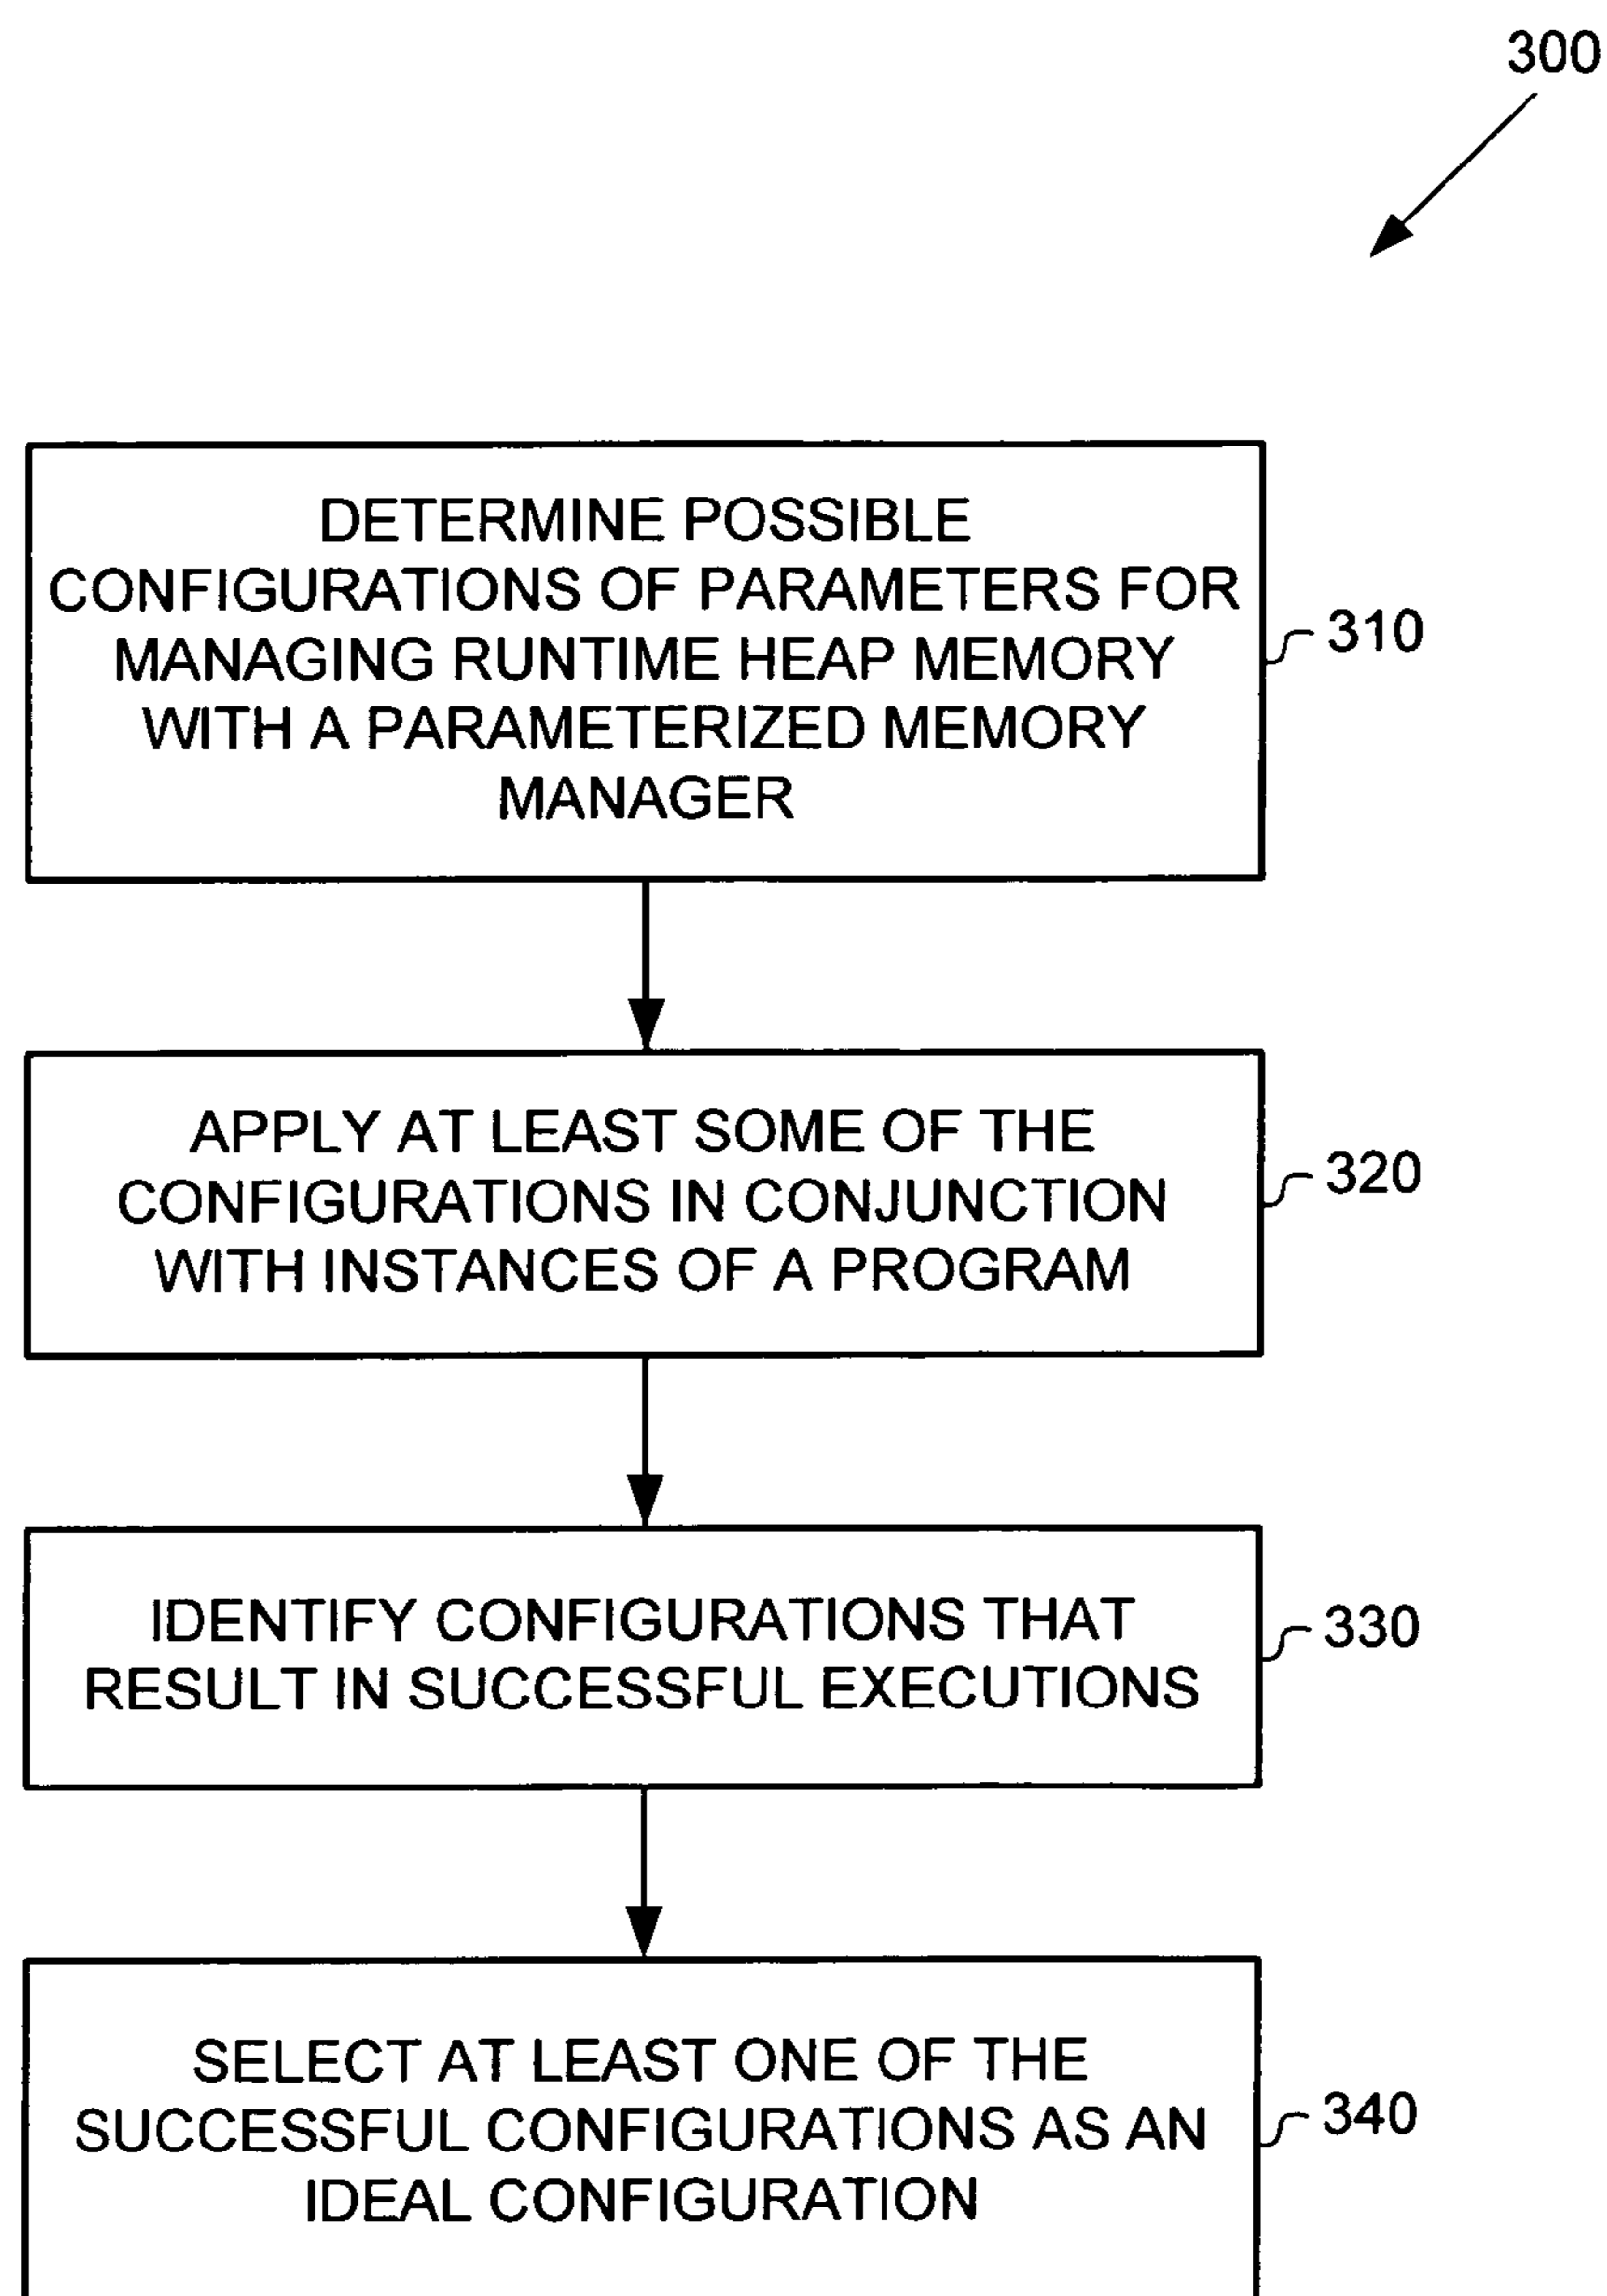 300
DETERMINE POSSIBLE
CONFIGURATIONS OF PARAMETERS FOR
MANAGING RUNTIME HEAP MEMORY
WITH A PARAMETERIZED MEMORY
MANAGER
310
APPLY AT LEAST SOME OF THE
CONFIGURATIONS IN CONJUNCTION
WITH INSTANCES OF A PROGRAM
320
IDENTIFY CONFIGURATIONS THAT
RESULT IN SUCCESSFUL EXECUTIONS
330
SELECT AT LEAST ONE OF THE
SUCCESSFUL CONFIGURATIONS AS AN
IDEAL CONFIGURATION
340